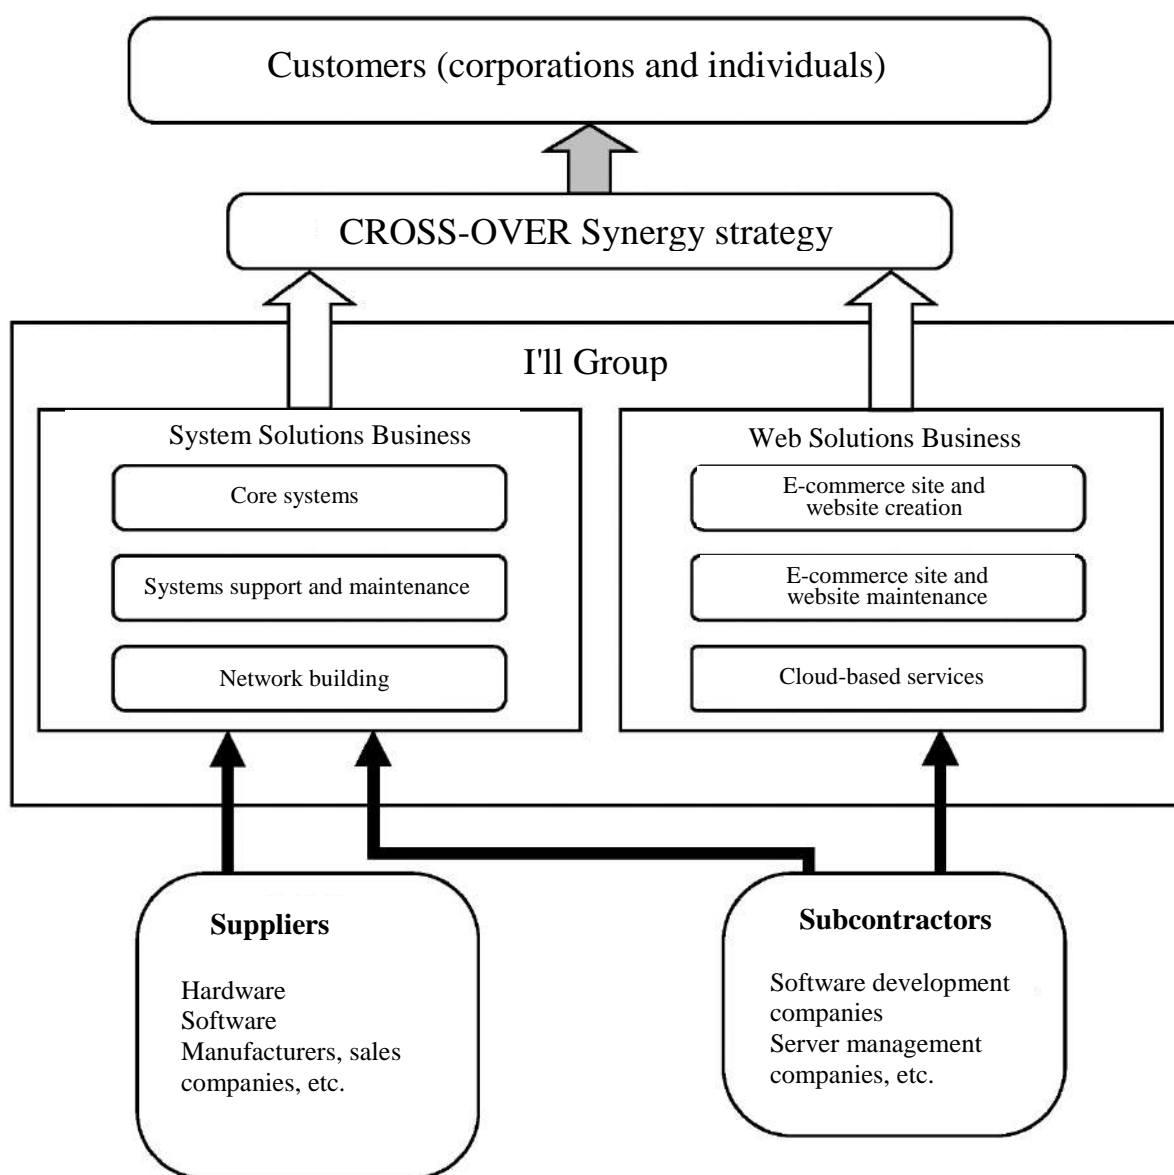 Customers (corporations and individuals)
CROSS-OVER Synergy strategy
I'll Group
System Solutions Business
Core systems
Systems support and maintenance
Network building
Web Solutions Business
E-commerce site and
website creation
E-commerce site and
website maintenance
Cloud-based services
Suppliers
Hardware
Software
Manufacturers, sales
companies, etc.
Subcontractors
Software development
companies
Server management
companies, etc.